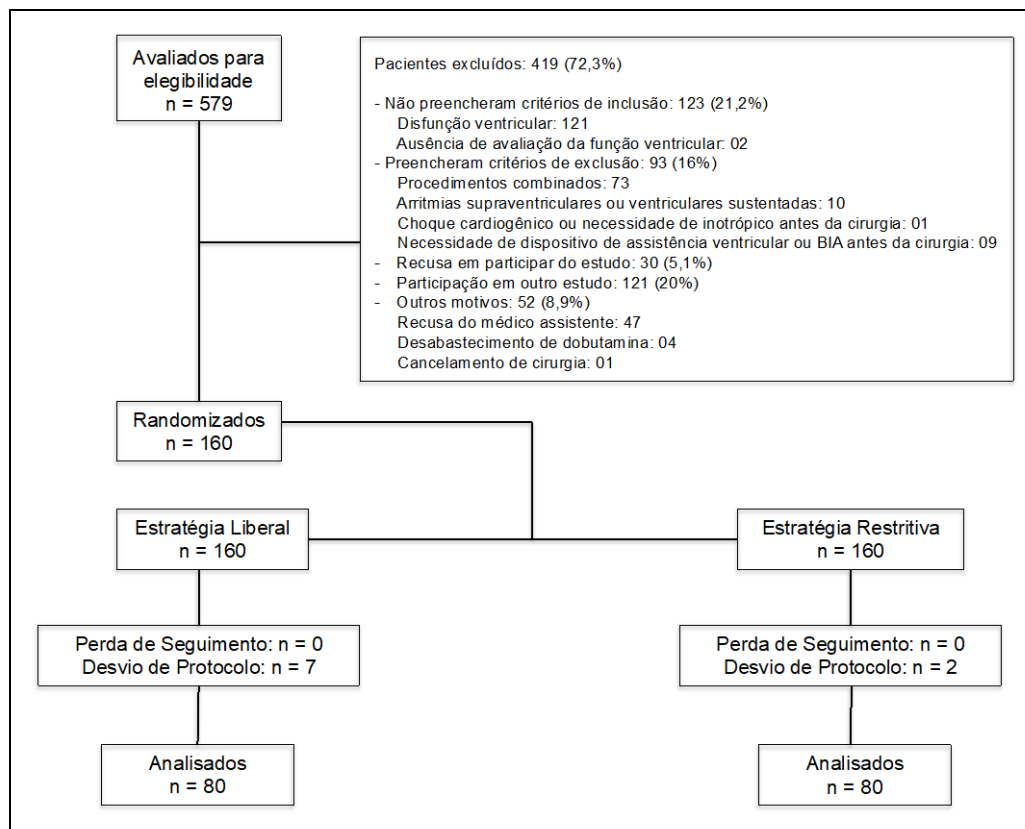 Avaliados para
elegibilidade
n = 579
Pacientes excluídos: 419 (72,3%)
- Não preencheram critérios de inclusão: 123 (21,2%)
Disfunção ventricular: 121
Ausência de avaliação da função ventricular: 02
- Preencheram critérios de exclusão: 93 (16%)
Procedimentos combinados: 73
Arritmias supraventriculares ou ventriculares sustentadas: 10
Choque cardiogênico ou necessidade de inotrópico antes da cirurgia: 01
Necessidade de dispositivo de assistência ventricular ou BIA antes da cirurgia: 09
- Recusa em participar do estudo: 30 (5,1%)
- Participação em outro estudo: 121 (20%)
- Outros motivos: 52 (8,9%)
Recusa do médico assistente: 47
Desabastecimento de dobutamina: 04
Cancelamento de cirurgia: 01
Randomizados
n = 160
Estratégia Liberal
n = 160
Estratégia Restritiva
n = 160
Perda de Seguimento: n = 0
Desvio de Protocolo: n = 7
Perda de Seguimento: n = 0
Desvio de Protocolo: n = 2
Analisados
n = 80
Analisados
n = 80